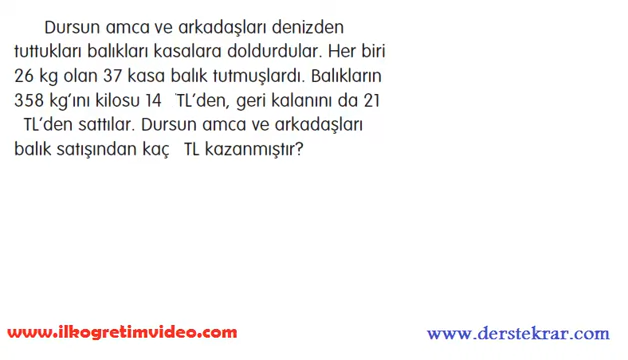 Dursun amca ve arkadaşları denizden
tuttukları balıkları kasalara doldurdular. Her biri
26 kg olan 37 kasa balık tutmuşlardı. Balıkların
358 kg'ını kilosu 14 TL'den, geri kalanını da 21
TL'den sattılar. Dursun amca ve arkadaşları
balık satışından kaç TL kazanmıştır?
www.ilkogretimvideo.com
www.derstekrar.com